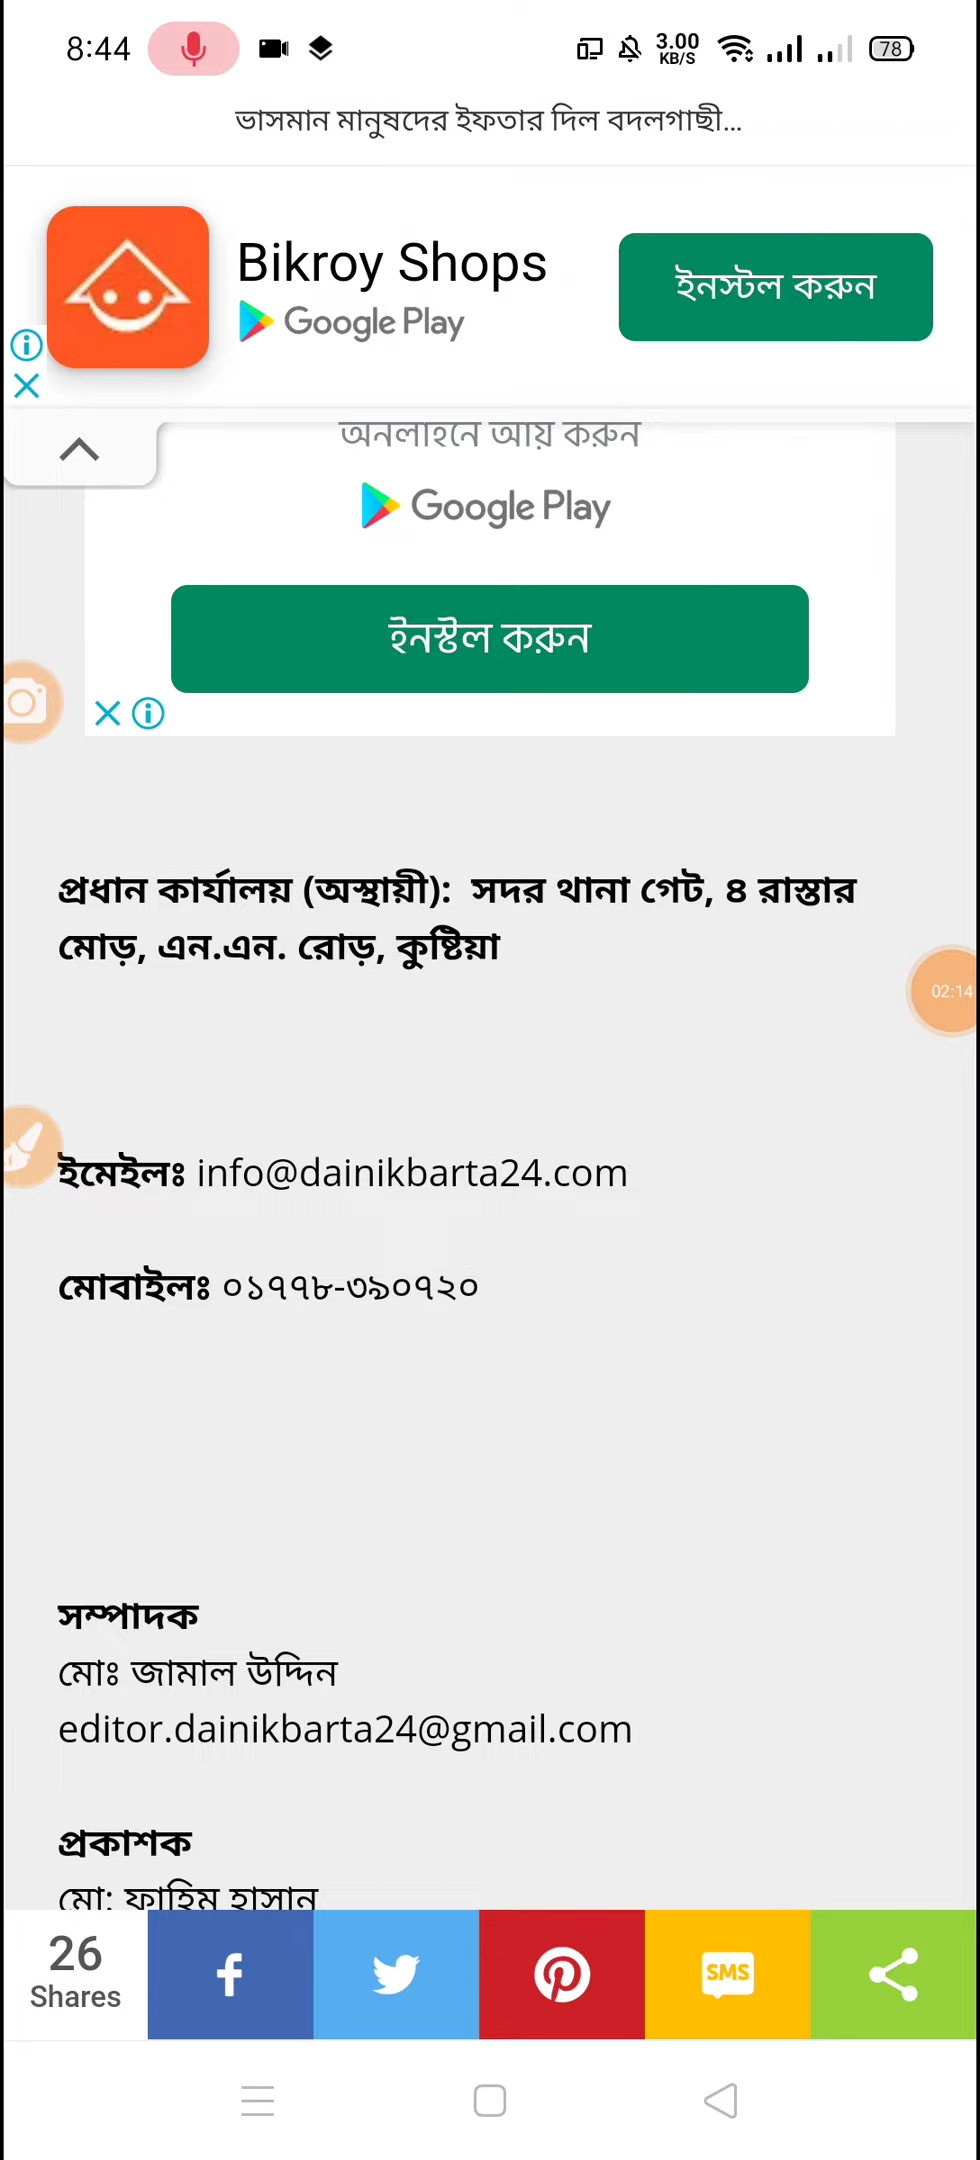 8:44
3.00
KB/S
78
ভাসমান মানুষদের ইফতার দিল বদলগাছী...
Bikroy Shops
Google Play
ইনস্টল করুন
অনলাইনে আয় করুন
Google Play
ইনস্টল করুন
প্রধান কার্যালয় (অস্থায়ী): সদর থানা গেট, ৪ রাস্তার
মোড়, এন.এন. রোড়, কুষ্টিয়া
02:14
ইমেইলঃ info@dainikbarta24.com
মোবাইলঃ ০১৭৭৮-৩৯০৭২০
সম্পাদক
মোঃ জামাল উদ্দিন
editor.dainikbarta24@gmail.com
প্রকাশক
মো: ফাহিম হাসান
26
Shares
SMS